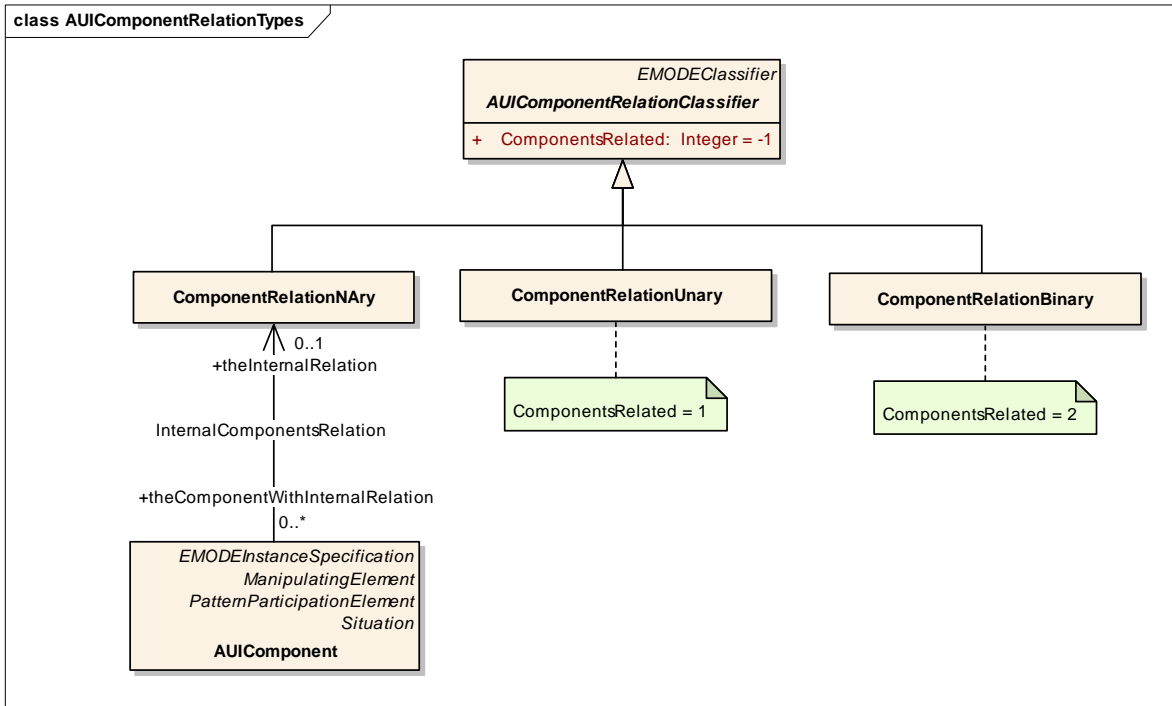 class AUIComponentRelationTypes
EMODEClassifier
AUIComponentRelationClassifier
+ ComponentsRelated: Integer = -1
ComponentRelationNAry
ComponentRelationUnary
ComponentRelationBinary
0..1
+theInternalRelation
ComponentsRelated = 1
ComponentsRelated = 2
InternalComponentsRelation
+theComponentWithInternalRelation
0..*
EMODEInstanceSpecification
ManipulatingElement
PatternParticipationElement
Situation
AUIComponent